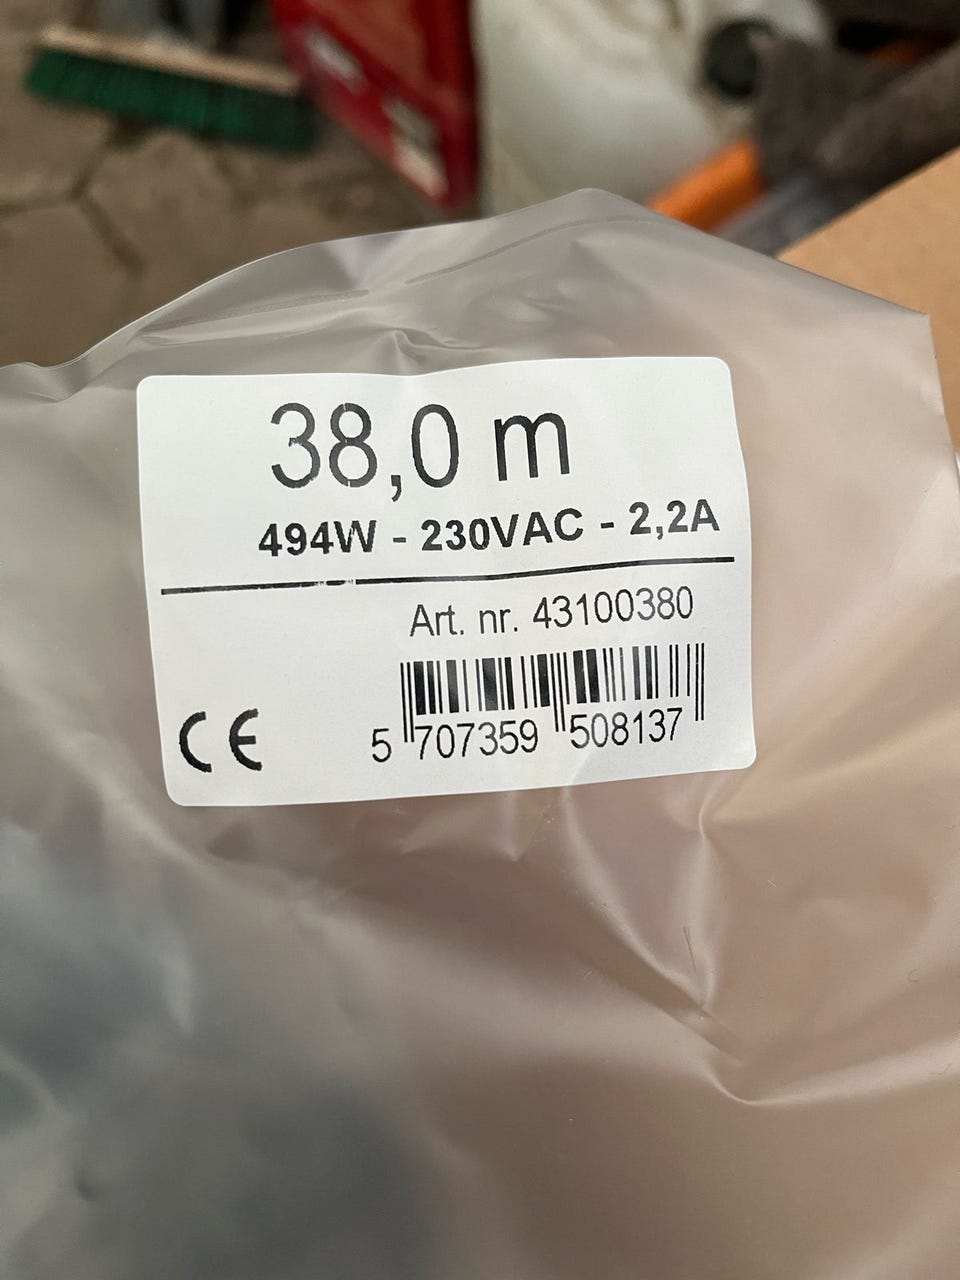 38,0 m
494W - 230VAC - 2,2A
Art. nr. 43100380
CE
5 707359 508137